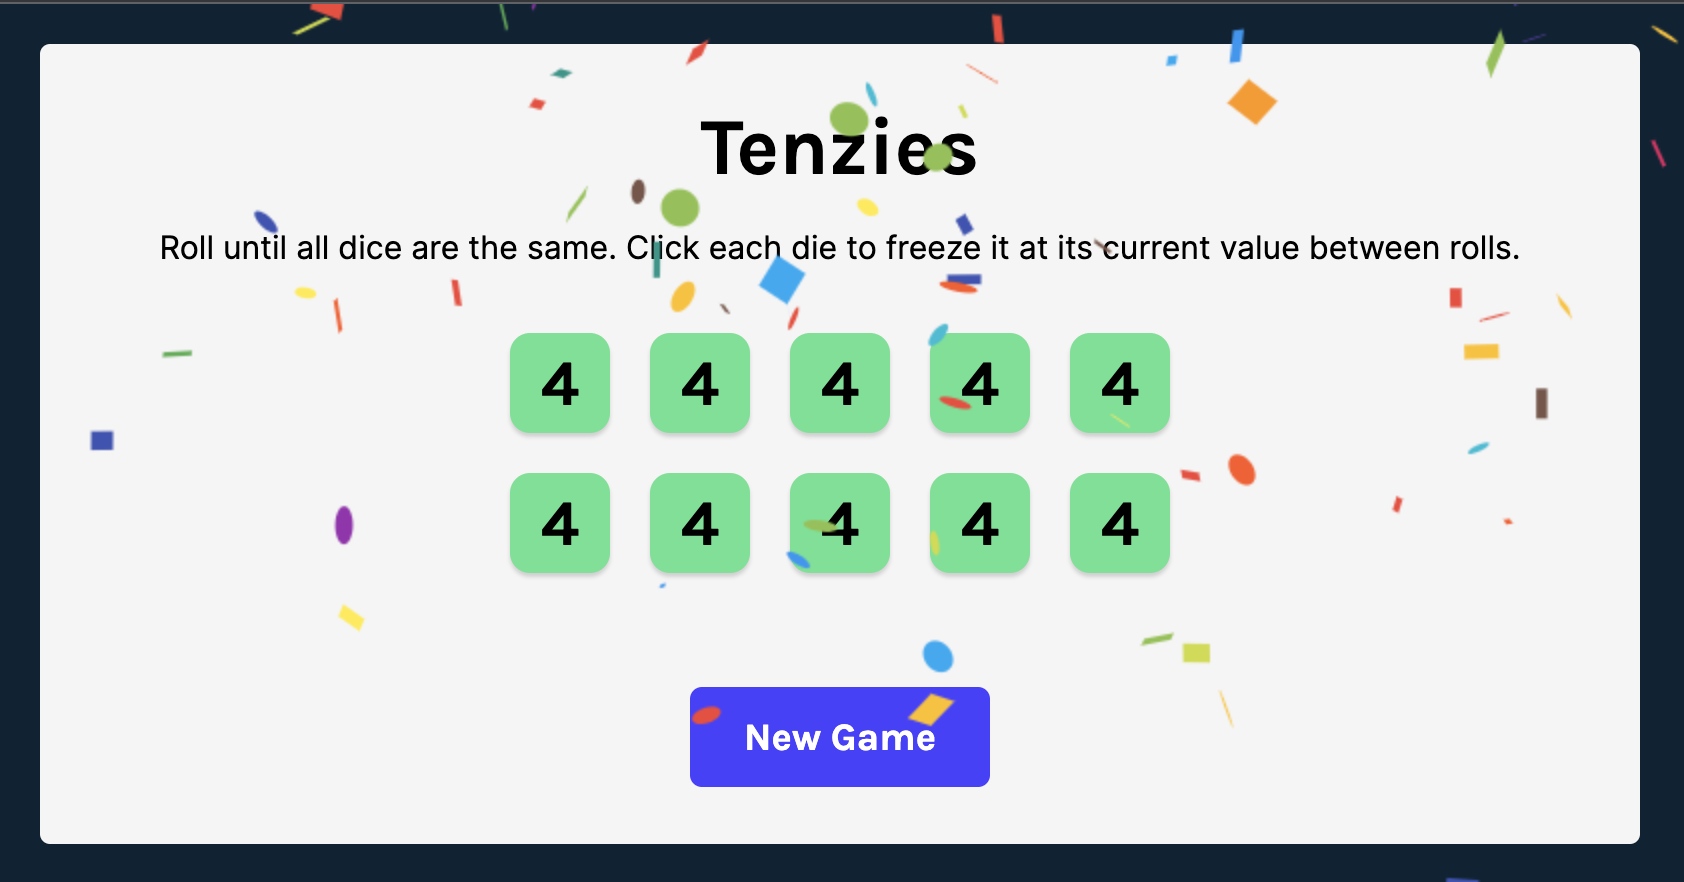 Tenzies
Roll until all dice are the same. Click each die to freeze it at its current value between rolls.
4 4 4 4 4
4 4 4 4 4
New Game